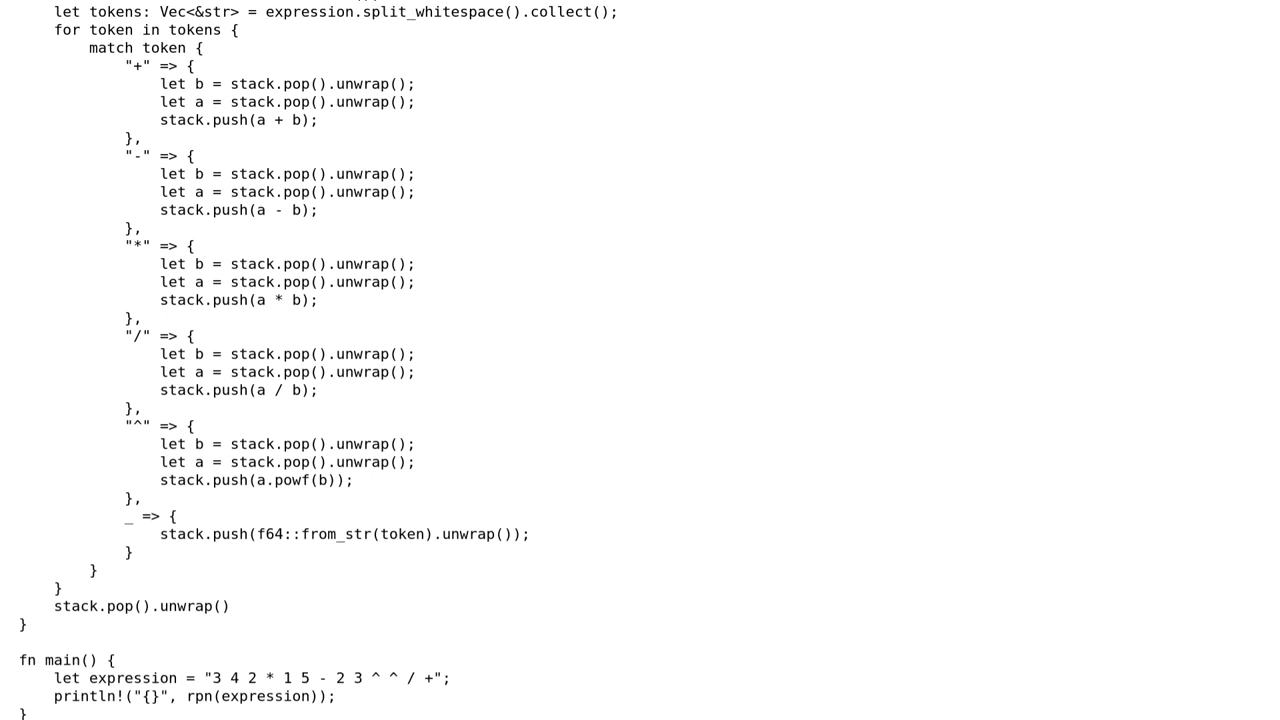 let tokens: Vec<&str> = expression.split_whitespace().collect();
    for token in tokens {
        match token {
            "+" => {
                let b = stack.pop().unwrap();
                let a = stack.pop().unwrap();
                stack.push(a + b);
            },
            "-" => {
                let b = stack.pop().unwrap();
                let a = stack.pop().unwrap();
                stack.push(a - b);
            },
            "*" => {
                let b = stack.pop().unwrap();
                let a = stack.pop().unwrap();
                stack.push(a * b);
            },
            "/" => {
                let b = stack.pop().unwrap();
                let a = stack.pop().unwrap();
                stack.push(a / b);
            },
            "^" => {
                let b = stack.pop().unwrap();
                let a = stack.pop().unwrap();
                stack.push(a.powf(b));
            },
            _ => {
                stack.push(f64::from_str(token).unwrap());
            }
        }
    }
    stack.pop().unwrap()
}

fn main() {
    let expression = "3 4 2 * 1 5 - 2 3 ^ ^ / +";
    println!("{}", rpn(expression));
}